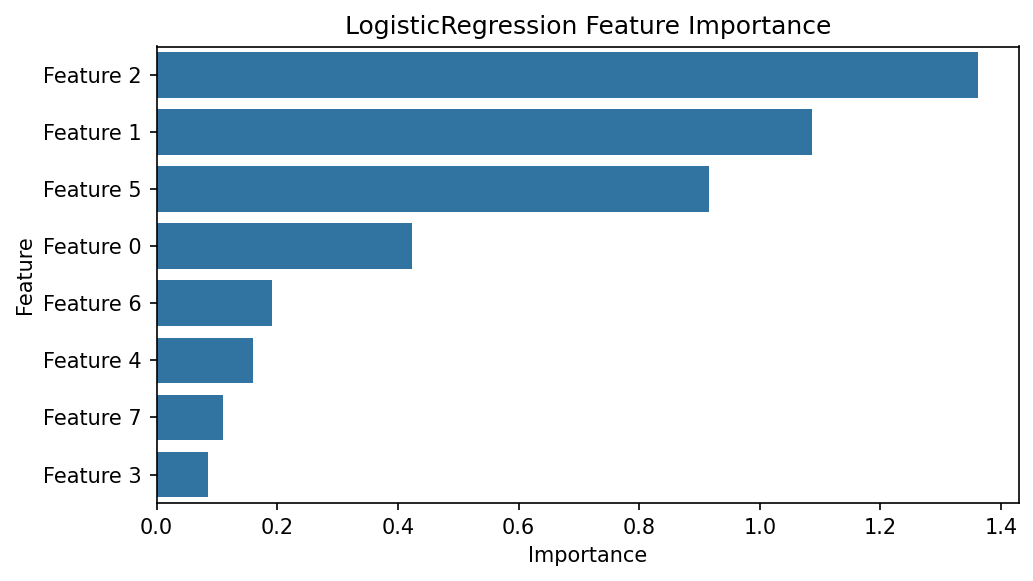 LogisticRegression Feature Importance
Feature
Feature 2
Feature 1
Feature 5
Feature 0
Feature 6
Feature 4
Feature 7
Feature 3
0.0 0.2 0.4 0.6 0.8 1.0 1.2 1.4
Importance